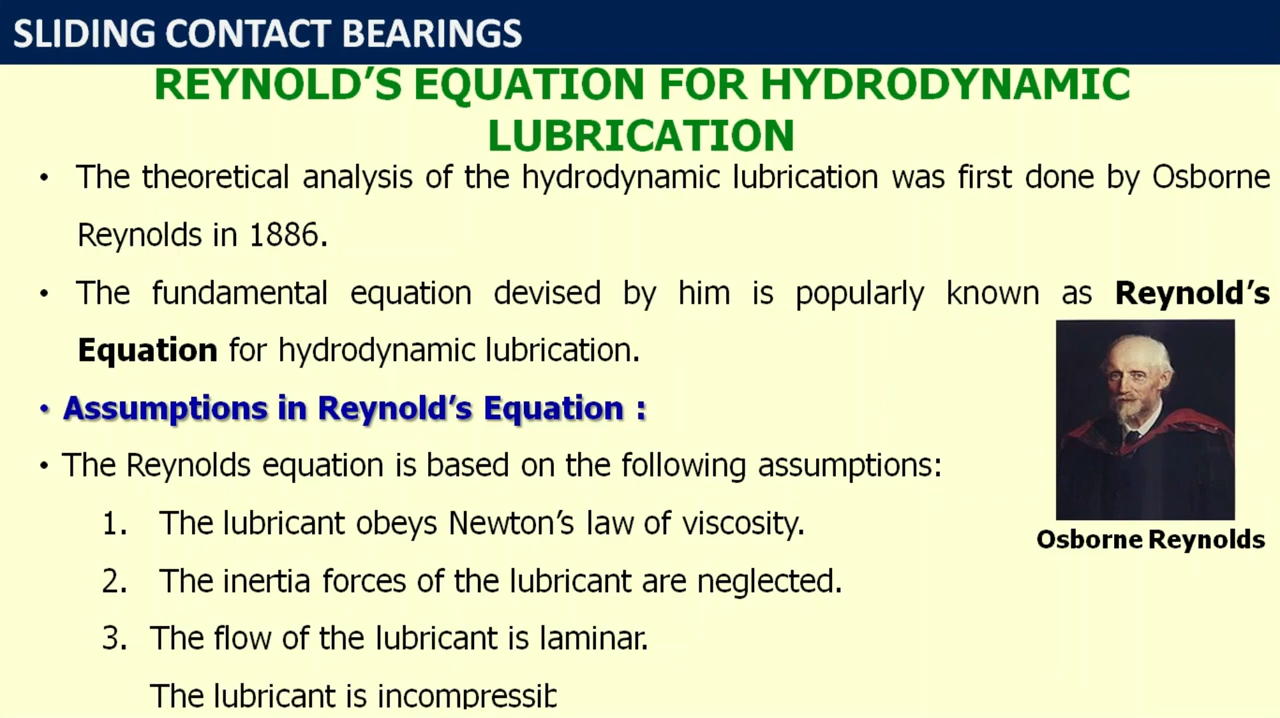 SLIDING CONTACT BEARINGS
REYNOLD’S EQUATION FOR HYDRODYNAMIC
LUBRICATION
• The theoretical analysis of the hydrodynamic lubrication was first done by Osborne
Reynolds in 1886.
• The fundamental equation devised by him is popularly known as Reynold’s
Equation for hydrodynamic lubrication.
• Assumptions in Reynold’s Equation :
• The Reynolds equation is based on the following assumptions:
1. The lubricant obeys Newton’s law of viscosity.
Osborne Reynolds
2. The inertia forces of the lubricant are neglected.
3. The flow of the lubricant is laminar.
The lubricant is incompressib